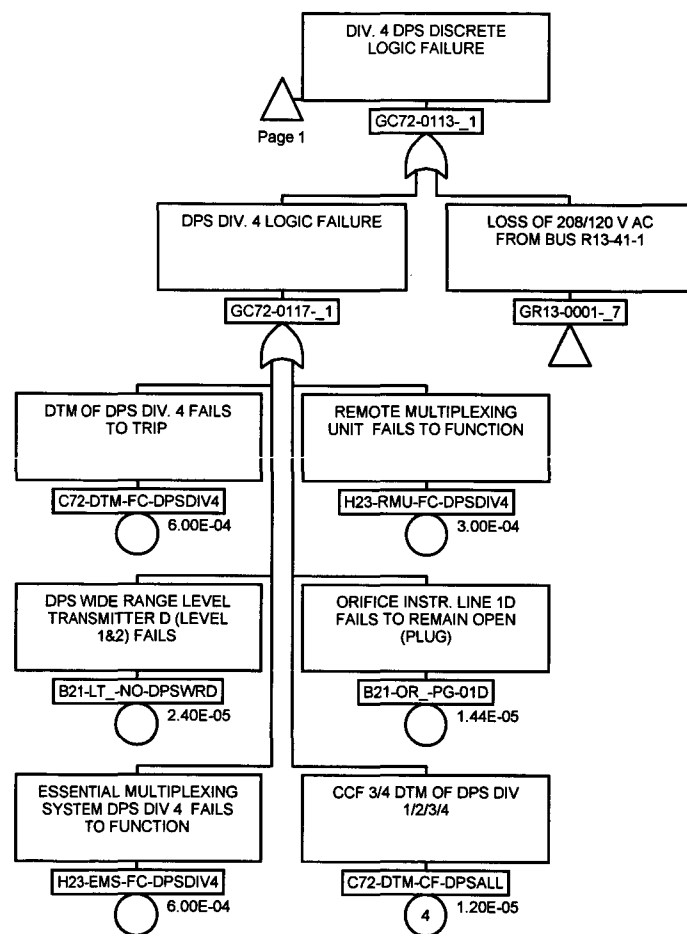 DIV. 4 DPS DISCRETE
LOGIC FAILURE
Page 1
GC72-0113-_1
DPS DIV. 4 LOGIC FAILURE
LOSS OF 208/120 V AC
FROM BUS R13-41-1
GC72-0117-_1
GR13-0001-_7
DTM OF DPS DIV. 4 FAILS
TO TRIP
REMOTE MULTIPLEXING
UNIT FAILS TO FUNCTION
C72-DTM-FC-DPSDIV4
6.00E-04
H23-RMU-FC-DPSDIV4
3.00E-04
DPS WIDE RANGE LEVEL
TRANSMITTER D (LEVEL
1&2) FAILS
ORIFICE INSTR. LINE 1D
FAILS TO REMAIN OPEN
(PLUG)
B21-LT_-NO-DPSWRD
2.40E-05
B21-OR_-PG-01D
1.44E-05
ESSENTIAL MULTIPLEXING
SYSTEM DPS DIV 4 FAILS
TO FUNCTION
CCF 3/4 DTM OF DPS DIV
1/2/3/4
H23-EMS-FC-DPSDIV4
6.00E-04
C72-DTM-CF-DPSALL
4
1.20E-05